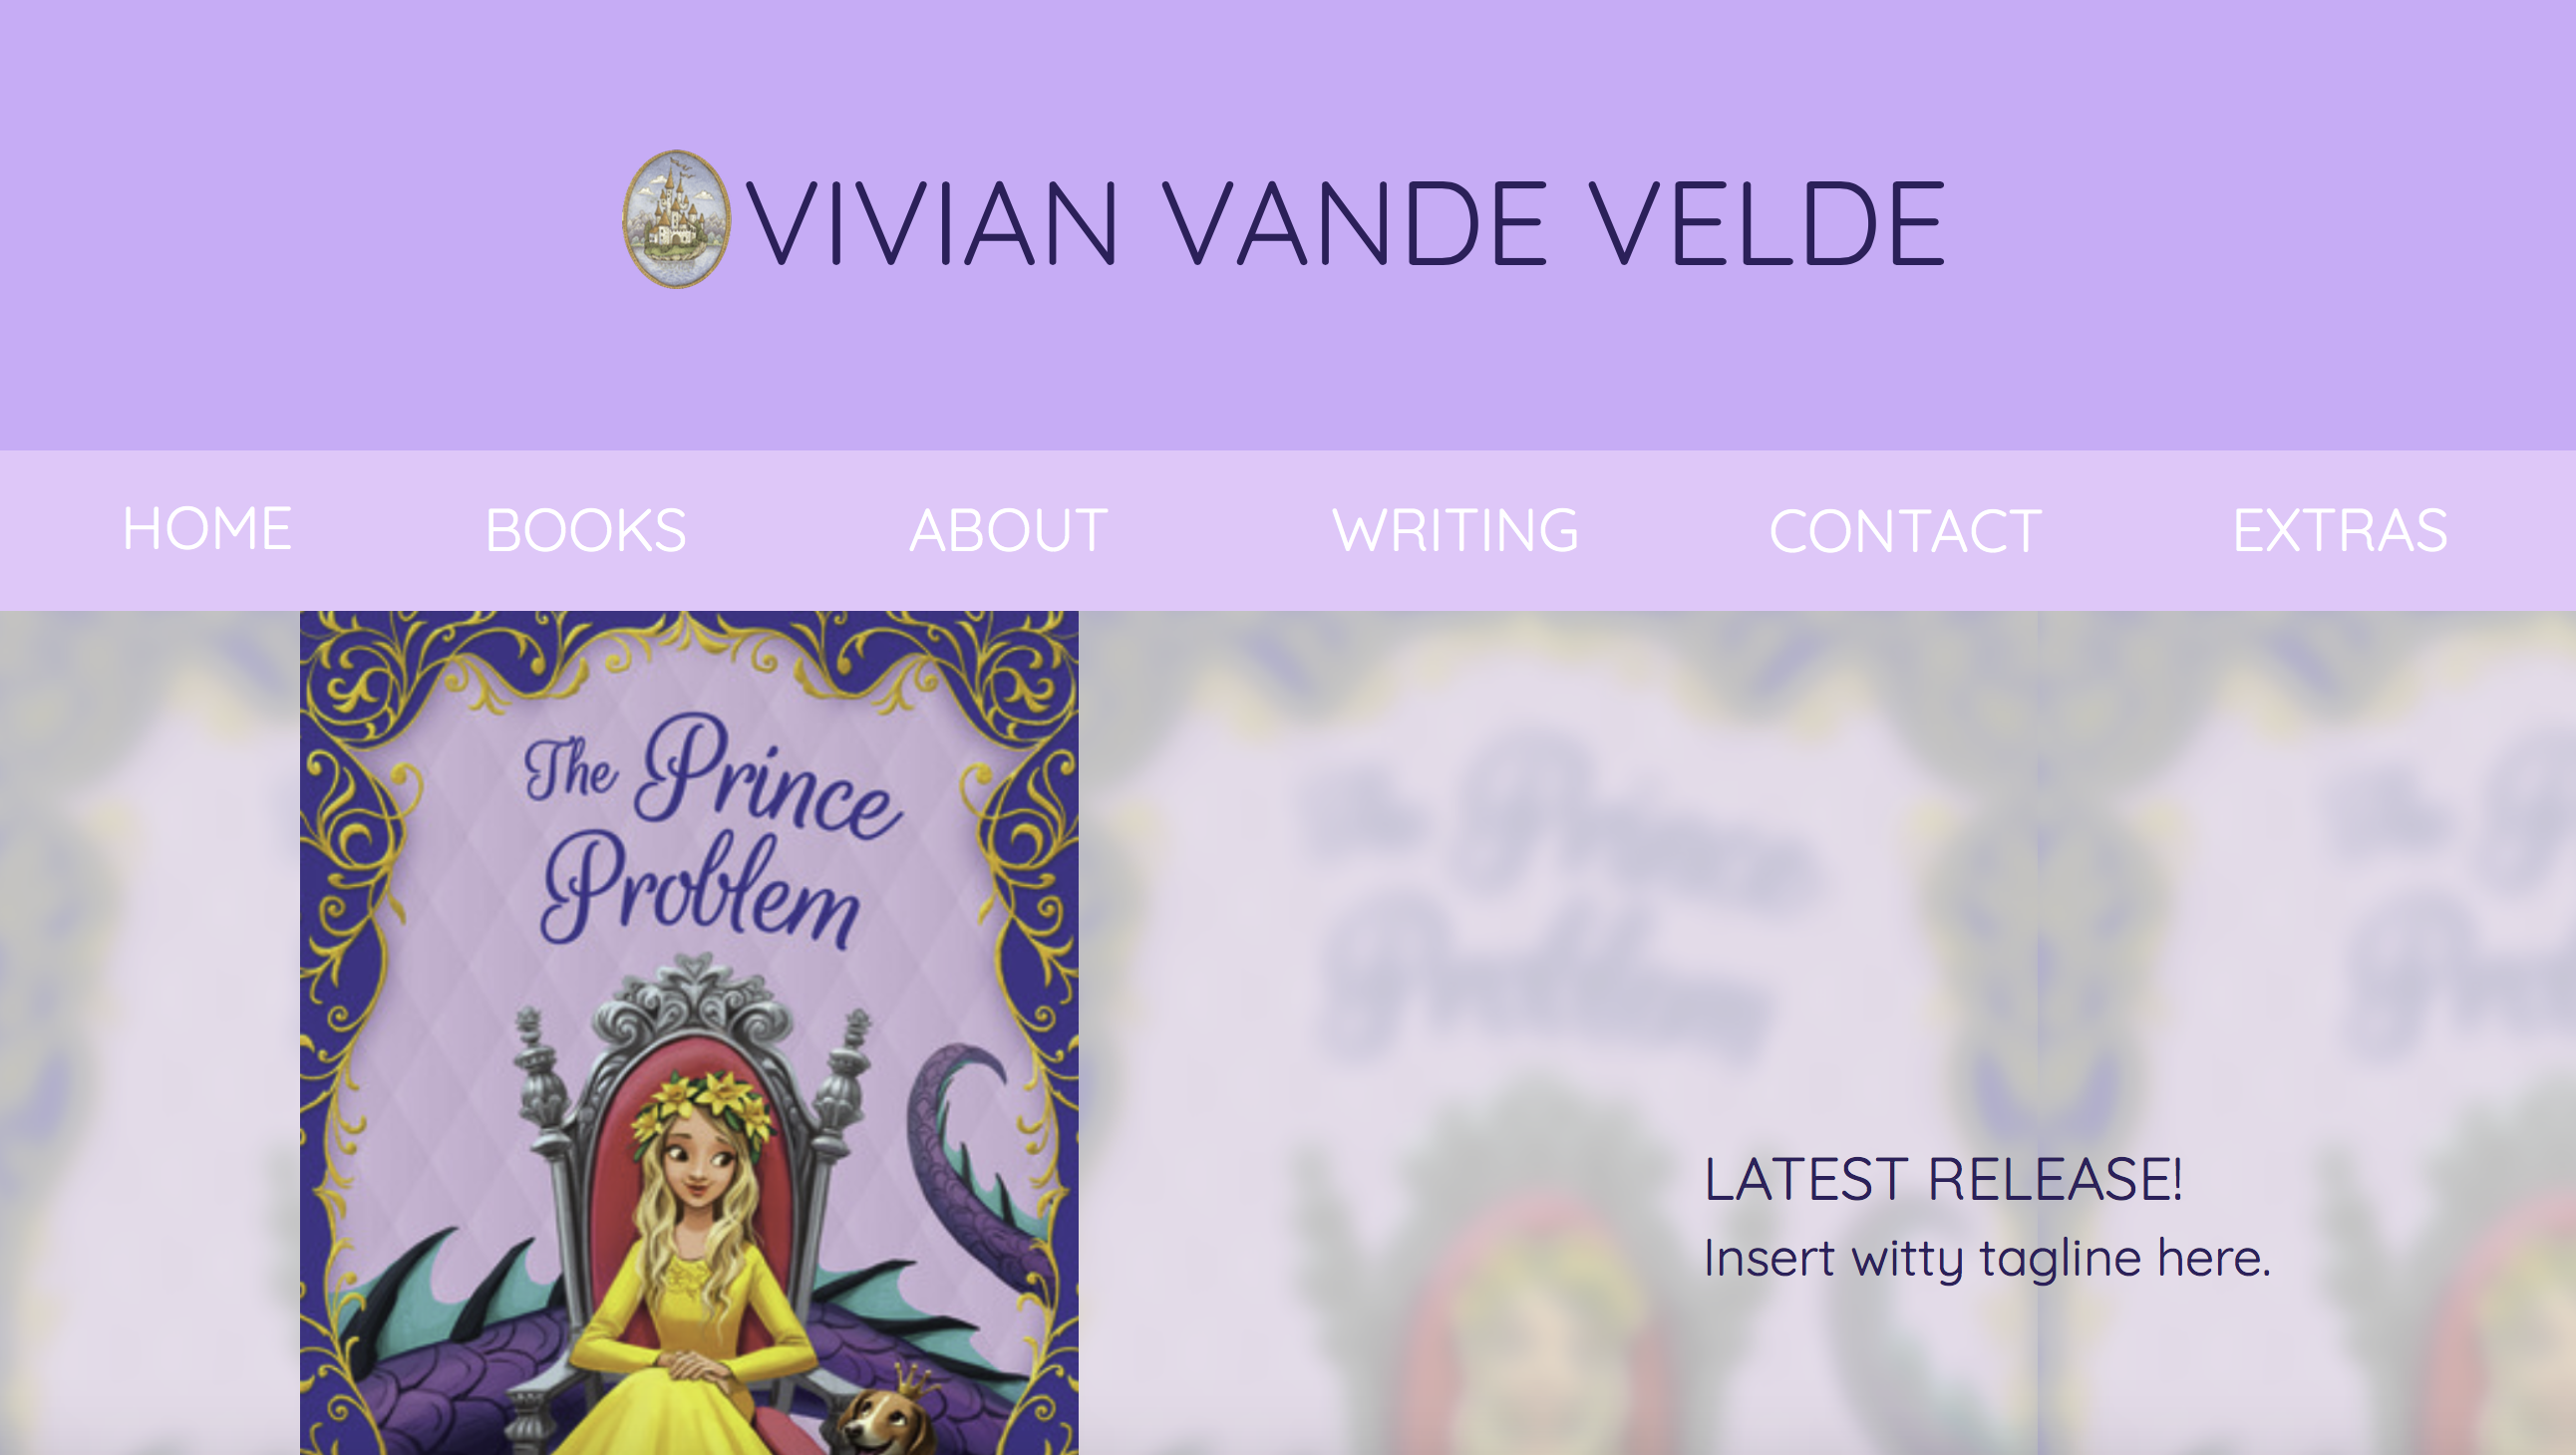 VIVIAN VANDE VELDE
HOME BOOKS ABOUT WRITING CONTACT EXTRAS
The Prince
Problem
LATEST RELEASE!
Insert witty tagline here.